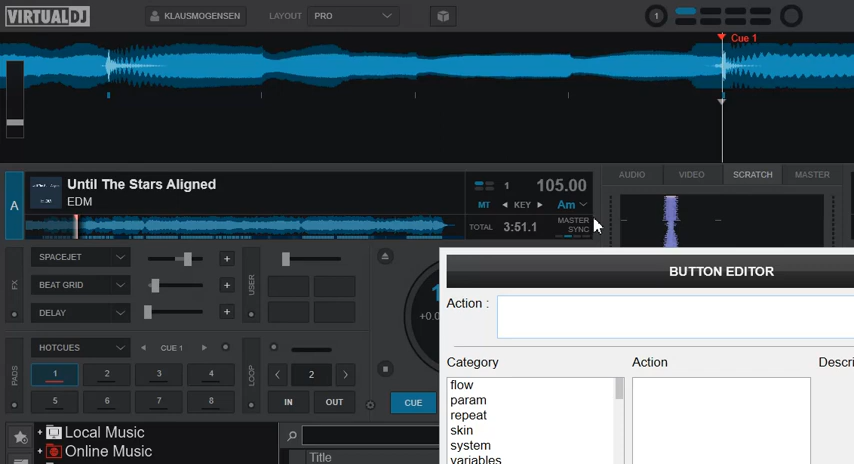 VIRTUALDJ KLAUSMOGENSEN LAYOUT PRO 1
Cue 1
AUDIO VIDEO SCRATCH MASTER
A Until The Stars Aligned 1 105.00
EDM MT KEY Am
TOTAL 3:51.1 MASTER SYNC
FX SPACEJET + USER
BEAT GRID +
DELAY +
BUTTON EDITOR
Action :
PADS HOTCUES CUE 1 LOOP
1 2 3 4 2
5 6 7 8 IN OUT CUE
Category Action
flow
param
repeat
skin
system
variables
+ Local Music
+ Online Music
Title